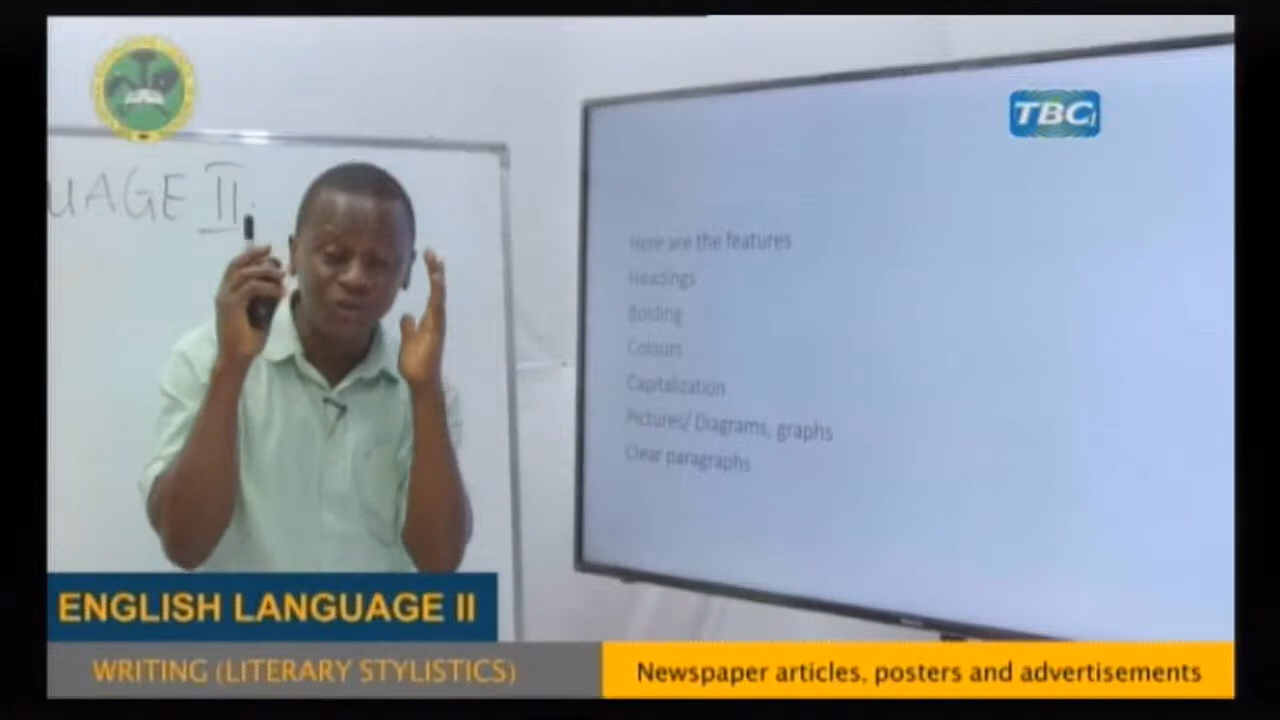 TBC1
UAGE II.
Here are the features
Headings
Bolding
Colours
Capitalization
Pictures/ Diagrams, graphs
Clear paragraphs
ENGLISH LANGUAGE II
WRITING (LITERARY STYLISTICS)
Newspaper articles, posters and advertisements